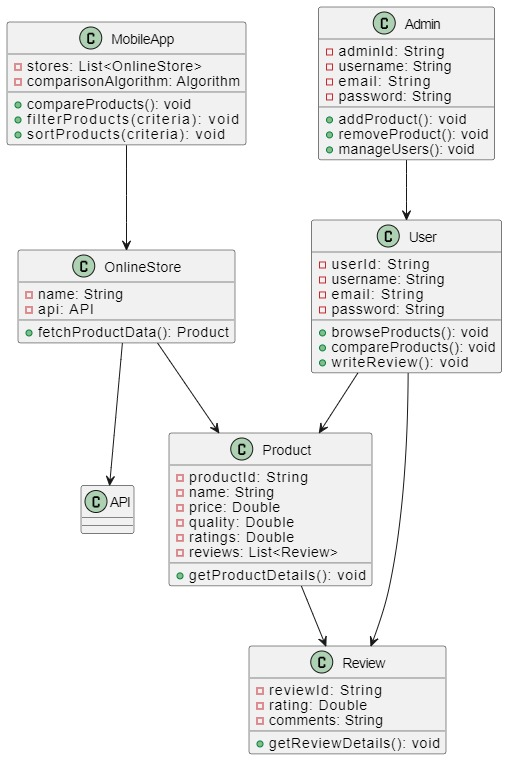 C MobileApp
stores: List<OnlineStore>
comparisonAlgorithm: Algorithm
compareProducts(): void
filterProducts(criteria): void
sortProducts(criteria): void
C Admin
adminId: String
username: String
email: String
password: String
addProduct(): void
removeProduct(): void
manageUsers(): void
C OnlineStore
name: String
api: API
fetchProductData(): Product
C User
userId: String
username: String
email: String
password: String
browseProducts(): void
compareProducts(): void
writeReview(): void
C API
C Product
productId: String
name: String
price: Double
quality: Double
ratings: Double
reviews: List<Review>
getProductDetails(): void
C Review
reviewId: String
rating: Double
comments: String
getReviewDetails(): void